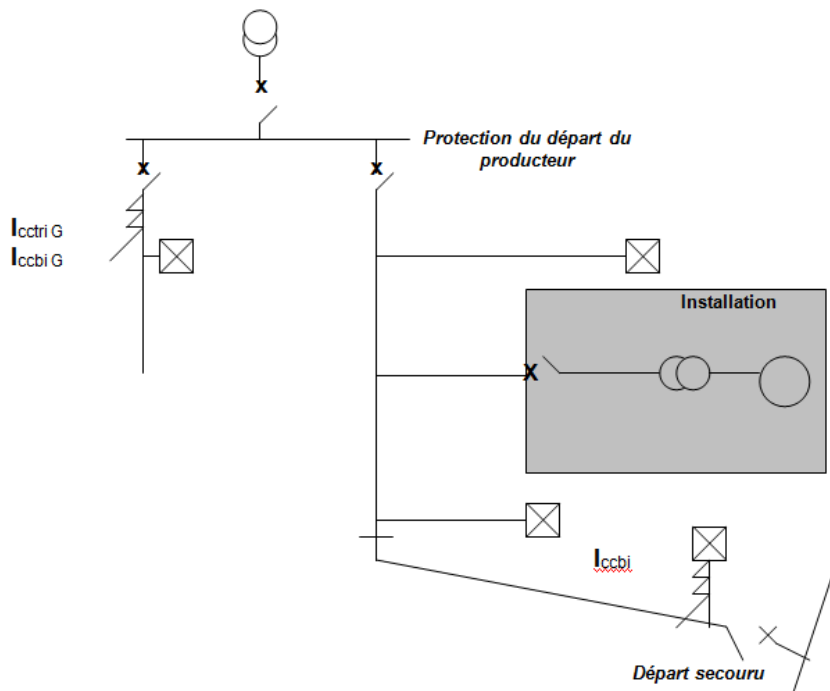 Protection du départ du
producteur
Icctri G
Iccbi G
Installation
Iccbi
Départ secouru